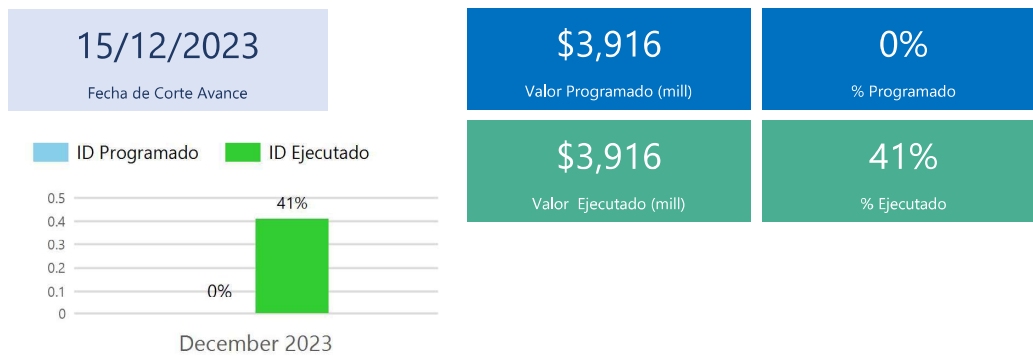 15/12/2023
Fecha de Corte Avance
$3,916
Valor Programado (mill)
0%
% Programado
$3,916
Valor Ejecutado (mill)
41%
% Ejecutado
ID Programado
ID Ejecutado
0.5
0.4
0.3
0.2
0.1
0
41%
0%
December 2023